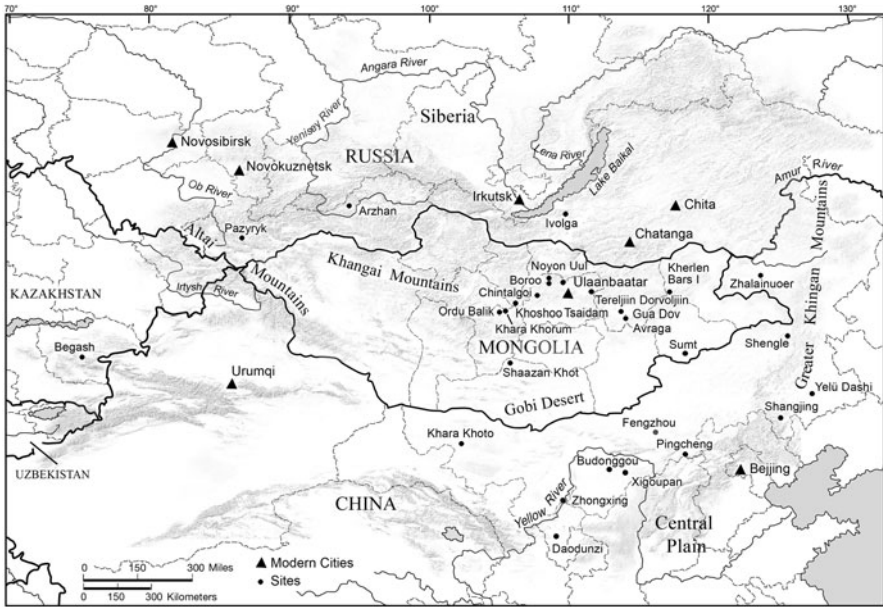 70° 80° 90° 100° 110° 120° 130°
Angara River
Yenisey River
Siberia
Lena River
Lake Baikal
Novosibirsk
Novokuznetsk
RUSSIA
Ob River
Irkutsk
Chita
Amur River
Arzhan
Ivolga
Pazyryk
Chatanga
Altai
Mountains
Khangai Mountains
Noyon Uul
Boroo
Ulaanbaatar
Kherlen
Bars I
Zhalainuoer
Greater Khingan
Mountains
KAZAKHSTAN
Irtysh River
Chintalgoi
Tereljiin Dorvoljiin
Ordu Balik
Khoshoo Tsaidam
Gua Dov
Khara Khorum
Avraga
MONGOLIA
Begash
Sumt
Shengle
Shaazan Khot
Urumqi
Gobi Desert
Yelü Dashi
Shangjing
Fengzhou
Khara Khoto
Pingcheng
UZBEKISTAN
Budonggou
Beijing
Xigoupan
CHINA
Yellow River
Zhongxing
Central
Plain
Daodunzi
0 150 300 Miles
0 150 300 Kilometers
Modern Cities
Sites